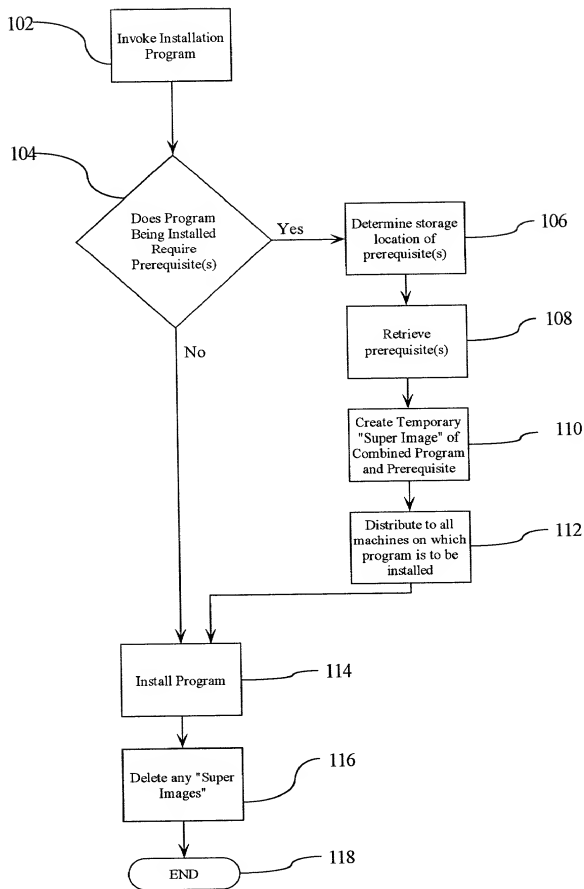 102
Invoke Installation
Program
104
Does Program
Being Installed
Require
Prerequisite(s)
Yes
Determine storage
location of
prerequisite(s)
106
No
Retrieve
prerequisite(s)
108
Create Temporary
"Super Image" of
Combined Program
and Prerequisite
110
Distribute to all
machines on which
program is to be
installed
112
Install Program
114
Delete any "Super
Images"
116
END
118